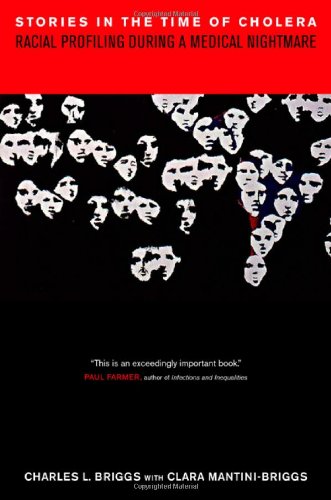 STORIES IN THE TIME OF CHOLERA
RACIAL PROFILING DURING A MEDICAL NIGHTMARE
"This is an exceedingly important book."
PAUL FARMER, author of Infections and Inequalities
CHARLES L. BRIGGS WITH CLARA MANTINI-BRIGGS